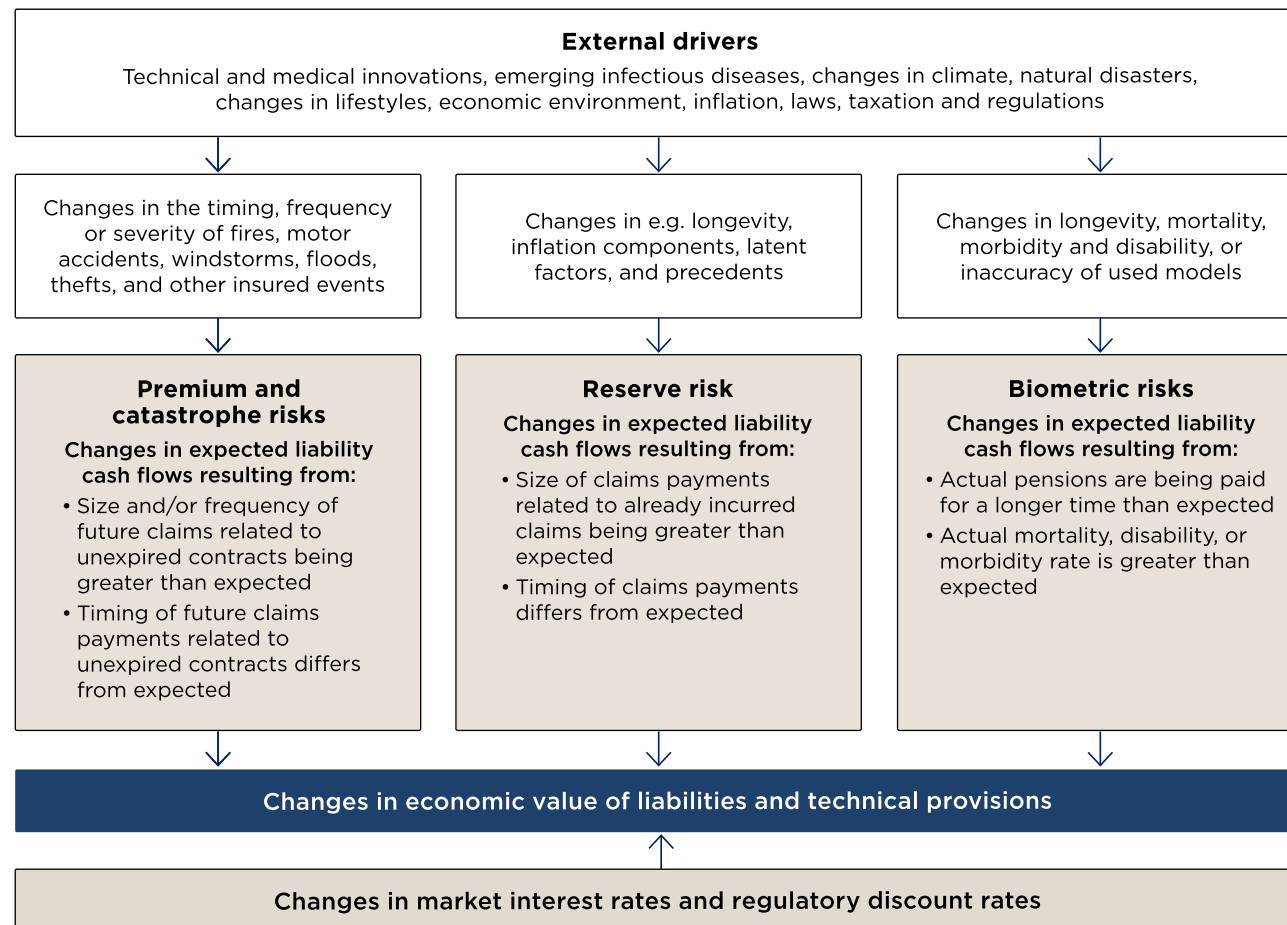 External drivers
Technical and medical innovations, emerging infectious diseases, changes in climate, natural disasters,
changes in lifestyles, economic environment, inflation, laws, taxation and regulations
Changes in the timing, frequency
or severity of fires, motor
accidents, windstorms, floods,
thefts, and other insured events
Changes in e.g. longevity,
inflation components, latent
factors, and precedents
Changes in longevity, mortality,
morbidity and disability, or
inaccuracy of used models
Premium and
catastrophe risks
Changes in expected liability
cash flows resulting from:
• Size and/or frequency of
future claims related to
unexpired contracts being
greater than expected
• Timing of future claims
payments related to
unexpired contracts differs
from expected
Reserve risk
Changes in expected liability
cash flows resulting from:
• Size of claims payments
related to already incurred
claims being greater than
expected
• Timing of claims payments
differs from expected
Biometric risks
Changes in expected liability
cash flows resulting from:
• Actual pensions are being paid
for a longer time than expected
• Actual mortality, disability, or
morbidity rate is greater than
expected
Changes in economic value of liabilities and technical provisions
Changes in market interest rates and regulatory discount rates